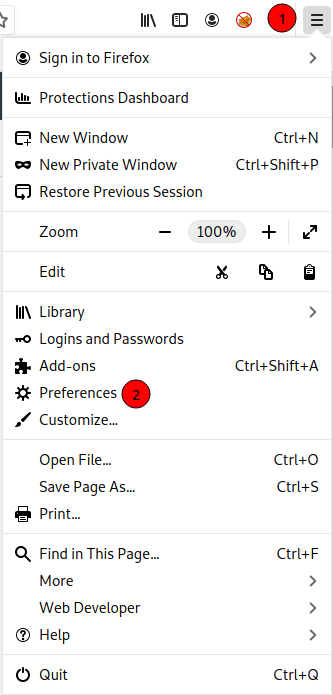 1
Sign in to Firefox
Protections Dashboard
New Window Ctrl+N
New Private Window Ctrl+Shift+P
Restore Previous Session
Zoom 100%
Edit
Library
Logins and Passwords
Add-ons Ctrl+Shift+A
Preferences 2
Customize...
Open File... Ctrl+O
Save Page As... Ctrl+S
Print...
Find in This Page... Ctrl+F
More
Web Developer
Help
Quit Ctrl+Q